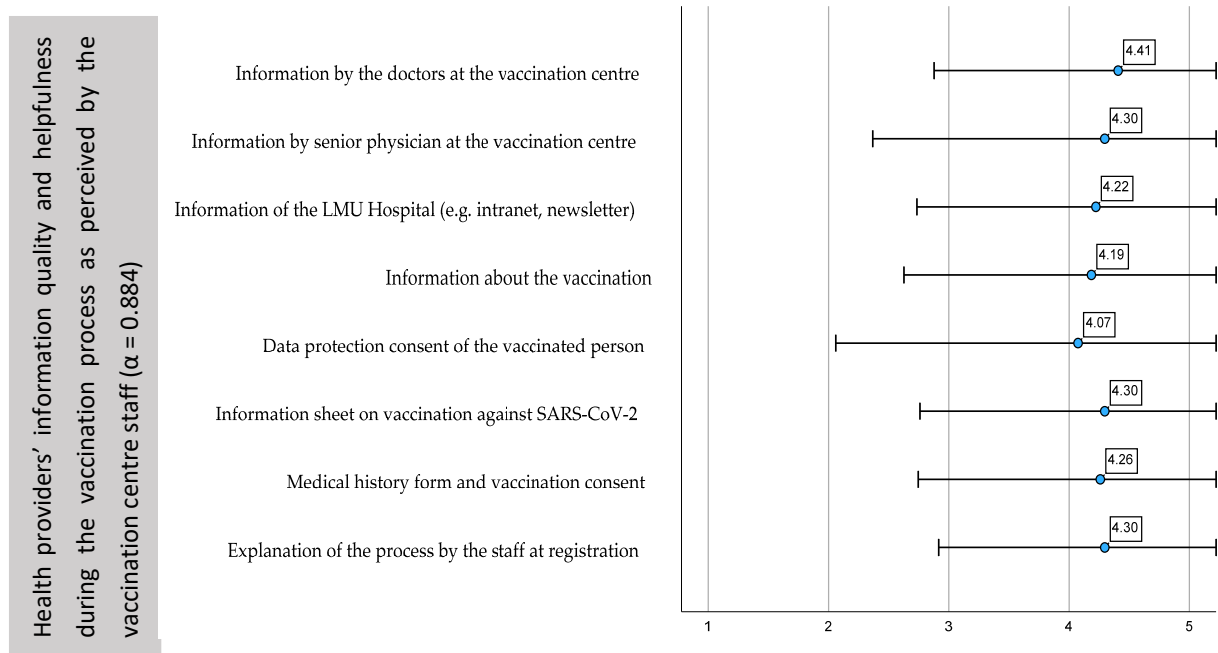 Health providers’ information quality and helpfulness
during the vaccination process as perceived by the
vaccination centre staff (α = 0.884)
Information by the doctors at the vaccination centre
4.41
Information by senior physician at the vaccination centre
4.30
Information of the LMU Hospital (e.g. intranet, newsletter)
4.22
Information about the vaccination
4.19
Data protection consent of the vaccinated person
4.07
Information sheet on vaccination against SARS-CoV-2
4.30
Medical history form and vaccination consent
4.26
Explanation of the process by the staff at registration
4.30
1 2 3 4 5